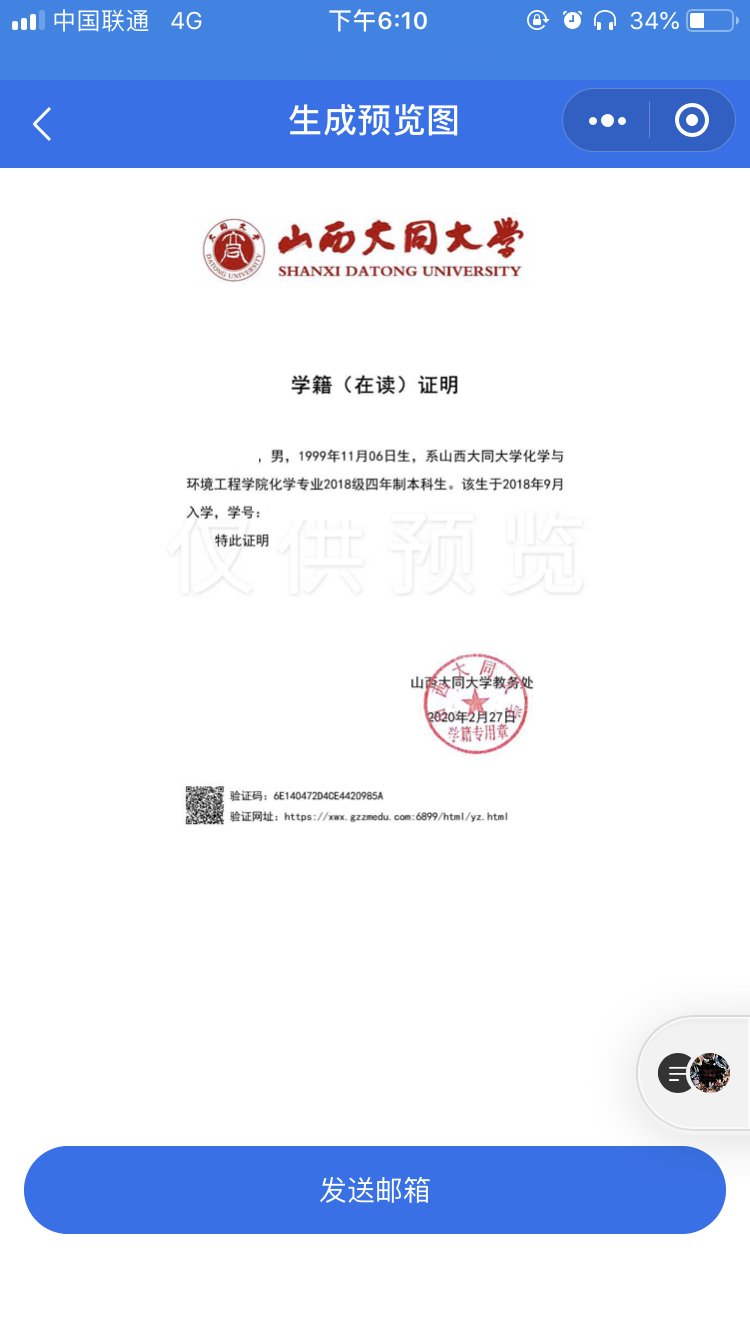 中国联通 4G 下午6:10 34%
生成预览图
山西大同大学
SHANXI DATONG UNIVERSITY
学籍（在读）证明
，男，1999年11月06日生，系山西大同大学化学与
环境工程学院化学专业2018级四年制本科生。该生于2018年9月
入学，学号：
特此证明
仅供预览
山西大同大学教务处
2020年2月27日
学籍专用章
验证码：6E140472D4CE4420985A
验证网址：https://xwx.gzzmedu.com:6899/html/yz.html
发送邮箱